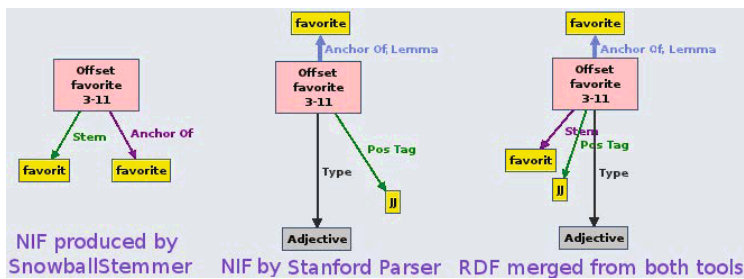 Offset
favorite
3-11
Stem
Anchor Of
favorit
favorite
NIF produced by
SnowballStemmer
favorite
Anchor Of, Lemma
Offset
favorite
3-11
Pos Tag
Type
JJ
Adjective
NIF by Stanford Parser
favorite
Anchor Of, Lemma
Offset
favorite
3-11
Stem
favorit
Pos Tag
Type
JJ
Adjective
RDF merged from both tools